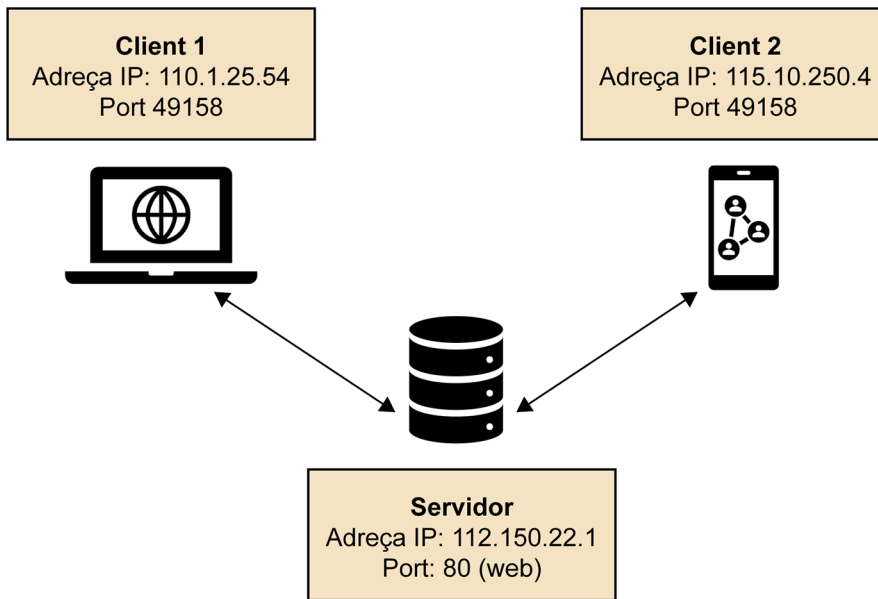 Client 1
Adreça IP: 110.1.25.54
Port 49158
Client 2
Adreça IP: 115.10.250.4
Port 49158
Servidor
Adreça IP: 112.150.22.1
Port: 80 (web)